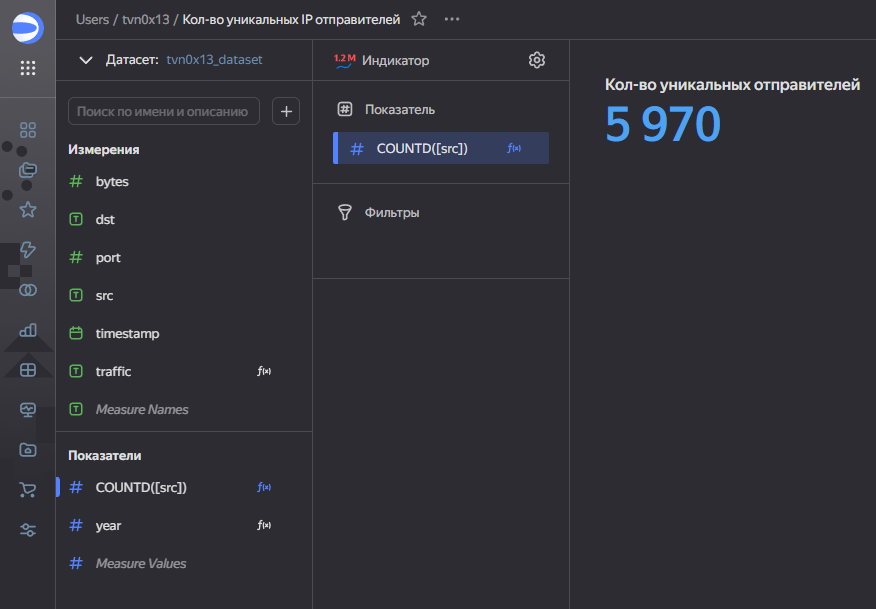 Users / tvn0x13 / Кол-во уникальных IP отправителей
Датасет: tvn0x13_dataset
Поиск по имени и описанию
Измерения
bytes
dst
port
src
timestamp
traffic f(x)
Measure Names
Показатели
COUNTD([src]) f(x)
year f(x)
Measure Values
1.2 M Индикатор
Показатель
COUNTD([src]) f(x)
Фильтры
Кол-во уникальных отправителей
5 970